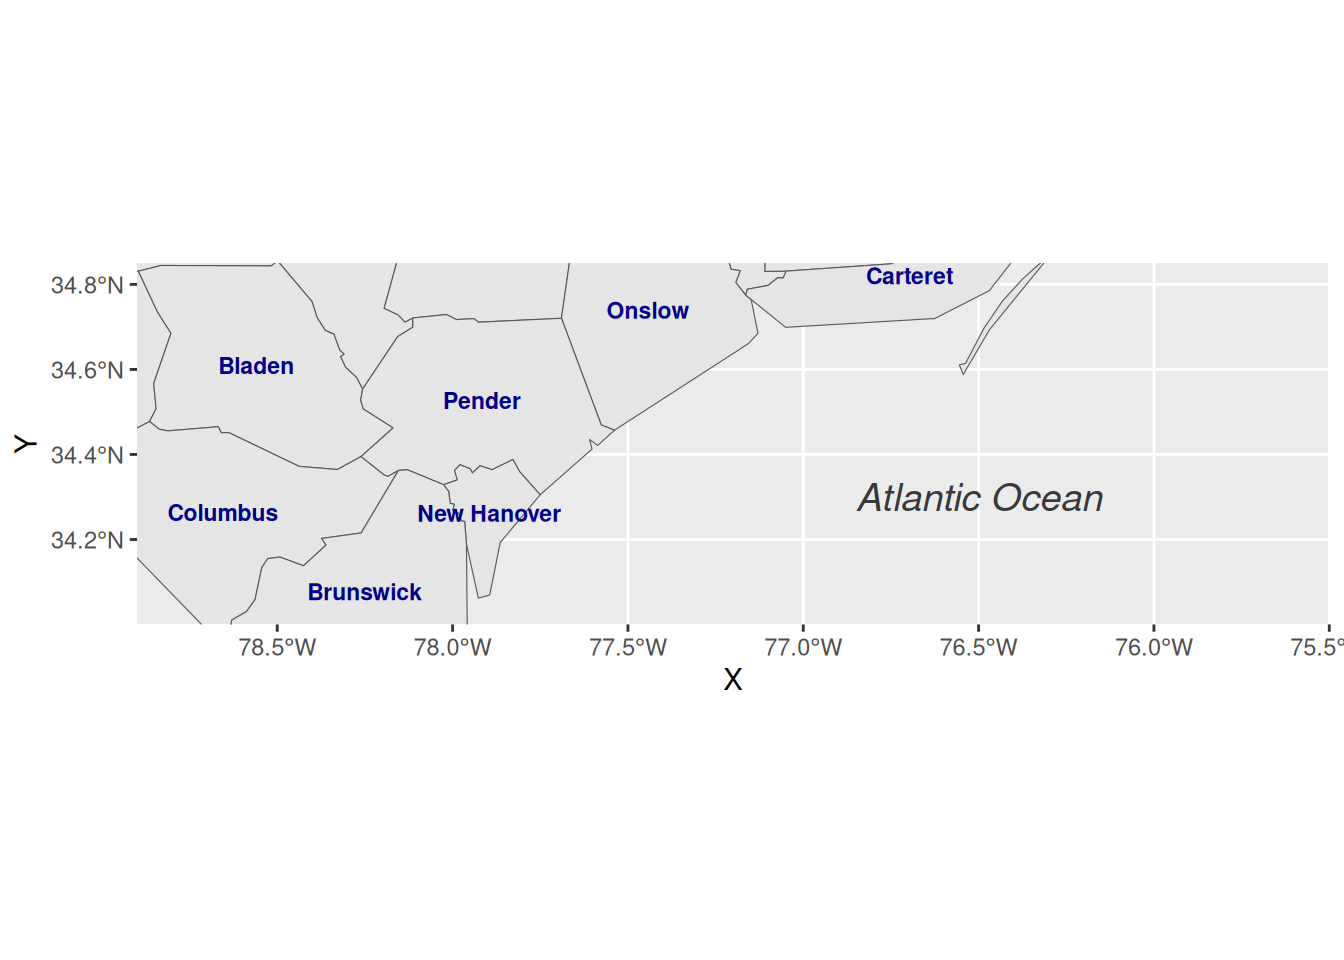 34.8°N
34.6°N
34.4°N
34.2°N
Y
Carteret
Onslow
Bladen
Pender
Atlantic Ocean
Columbus
New Hanover
Brunswick
78.5°W
78.0°W
77.5°W
77.0°W
76.5°W
76.0°W
75.5°
X